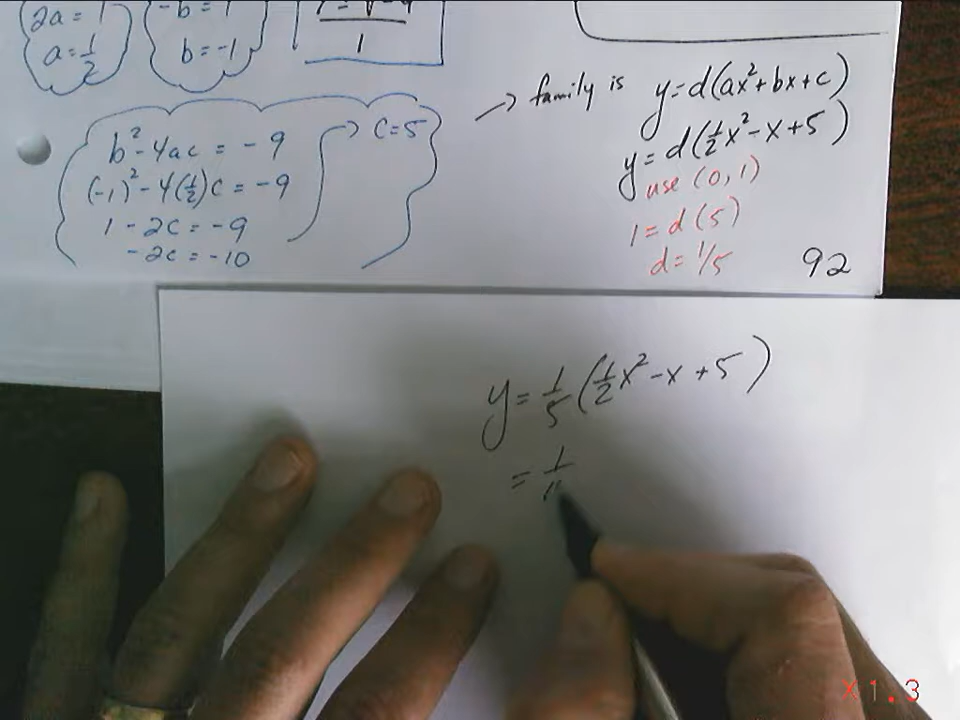 2a = 1
a = 1/2
-b = 1
b = -1
1
b² - 4ac = -9
(-1)² - 4(1/2)c = -9
1 - 2c = -9
-2c = -10
→ c = 5
→ family is y = d(ax² + bx + c)
y = d(1/2x² - x + 5)
use (0, 1)
1 = d(5)
d = 1/5
92
y = 1/5(1/2x² - x + 5)
= 1/
x1.3